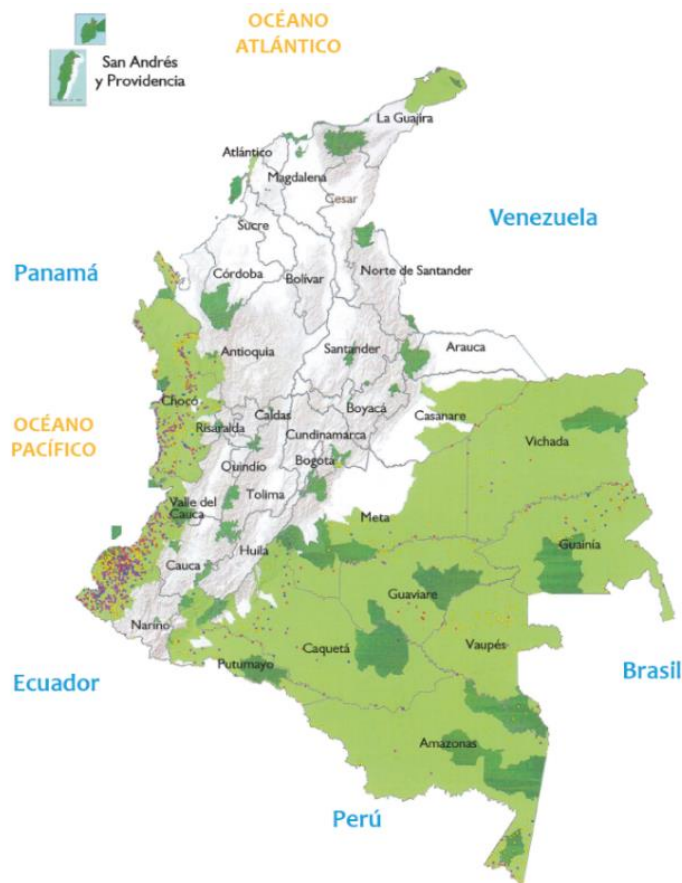 OCÉANO
ATLÁNTICO
San Andrés
y Providencia
La Guajira
Atlántico
Magdalena
Cesar
Venezuela
Sucre
Panamá
Córdoba
Bolívar
Norte de Santander
Antioquia
Santander
Arauca
Chocó
Boyacá
Casanare
OCÉANO
PACÍFICO
Risaralda
Caldas
Cundinamarca
Vichada
Bogota
Quindío
Tolima
Valle del
Cauca
Meta
Huila
Guainía
Cauca
Guaviare
Nariño
Caquetá
Vaupés
Putumayo
Ecuador
Brasil
Amazonas
Perú